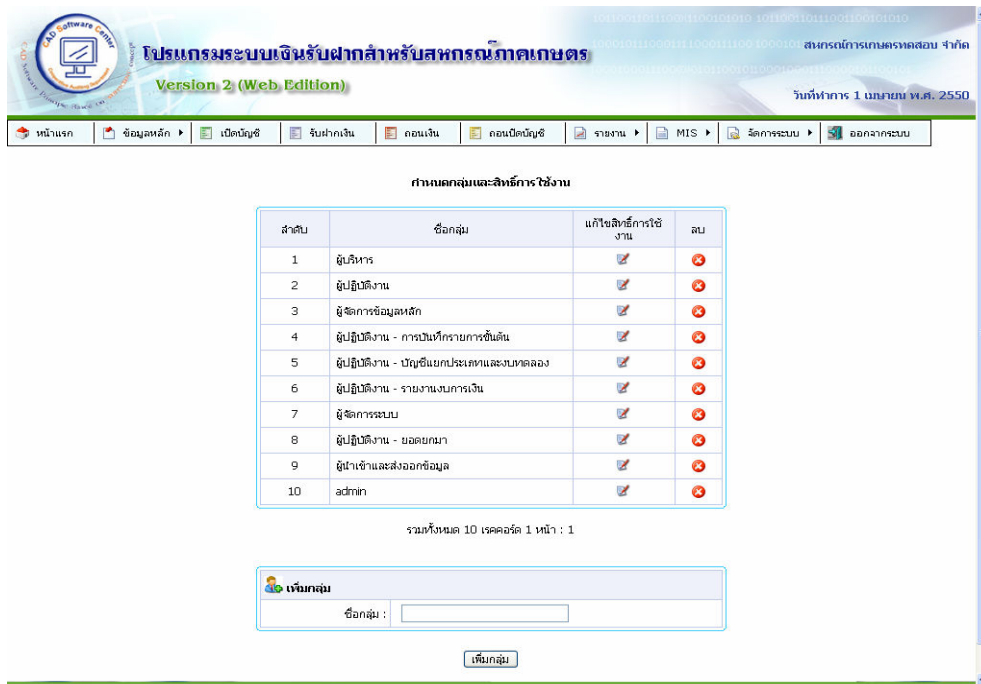 โปรแกรมระบบเงินรับฝากสำหรับสหกรณ์ภาคเกษตร
Version 2 (Web Edition)
สหกรณ์การเกษตรทดสอบ จำกัด
วันที่ทำการ 1 เมษายน พ.ศ. 2550
หน้าแรก ข้อมูลหลัก เปิดบัญชี รับฝากเงิน ถอนเงิน ถอนปิดบัญชี รายงาน MIS จัดการระบบ ออกจากระบบ
กำหนดกลุ่มและสิทธิ์การใช้งาน
ลำดับ ชื่อกลุ่ม แก้ไขสิทธิ์การใช้งาน ลบ
1 ผู้บริหาร
2 ผู้ปฏิบัติงาน
3 ผู้จัดการข้อมูลหลัก
4 ผู้ปฏิบัติงาน - การบันทึกรายการขั้นต้น
5 ผู้ปฏิบัติงาน - บัญชีแยกประเภทและงบทดลอง
6 ผู้ปฏิบัติงาน - รายงานงบการเงิน
7 ผู้จัดการระบบ
8 ผู้ปฏิบัติงาน - ยอดยกมา
9 ผู้นำเข้าและส่งออกข้อมูล
10 admin
รวมทั้งหมด 10 เรคคอร์ด 1 หน้า : 1
เพิ่มกลุ่ม
ชื่อกลุ่ม :
เพิ่มกลุ่ม